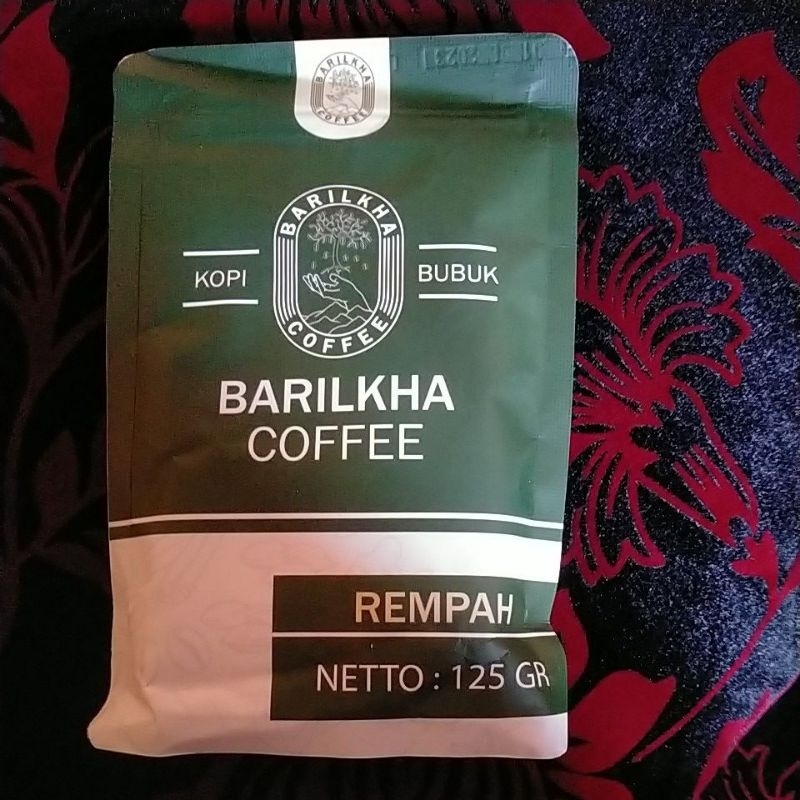 BARILKHA
COFFEE
BARILKHA
COFFEE
KOPI
BUBUK
BARILKHA
COFFEE
REMPAH
NETTO : 125 GR